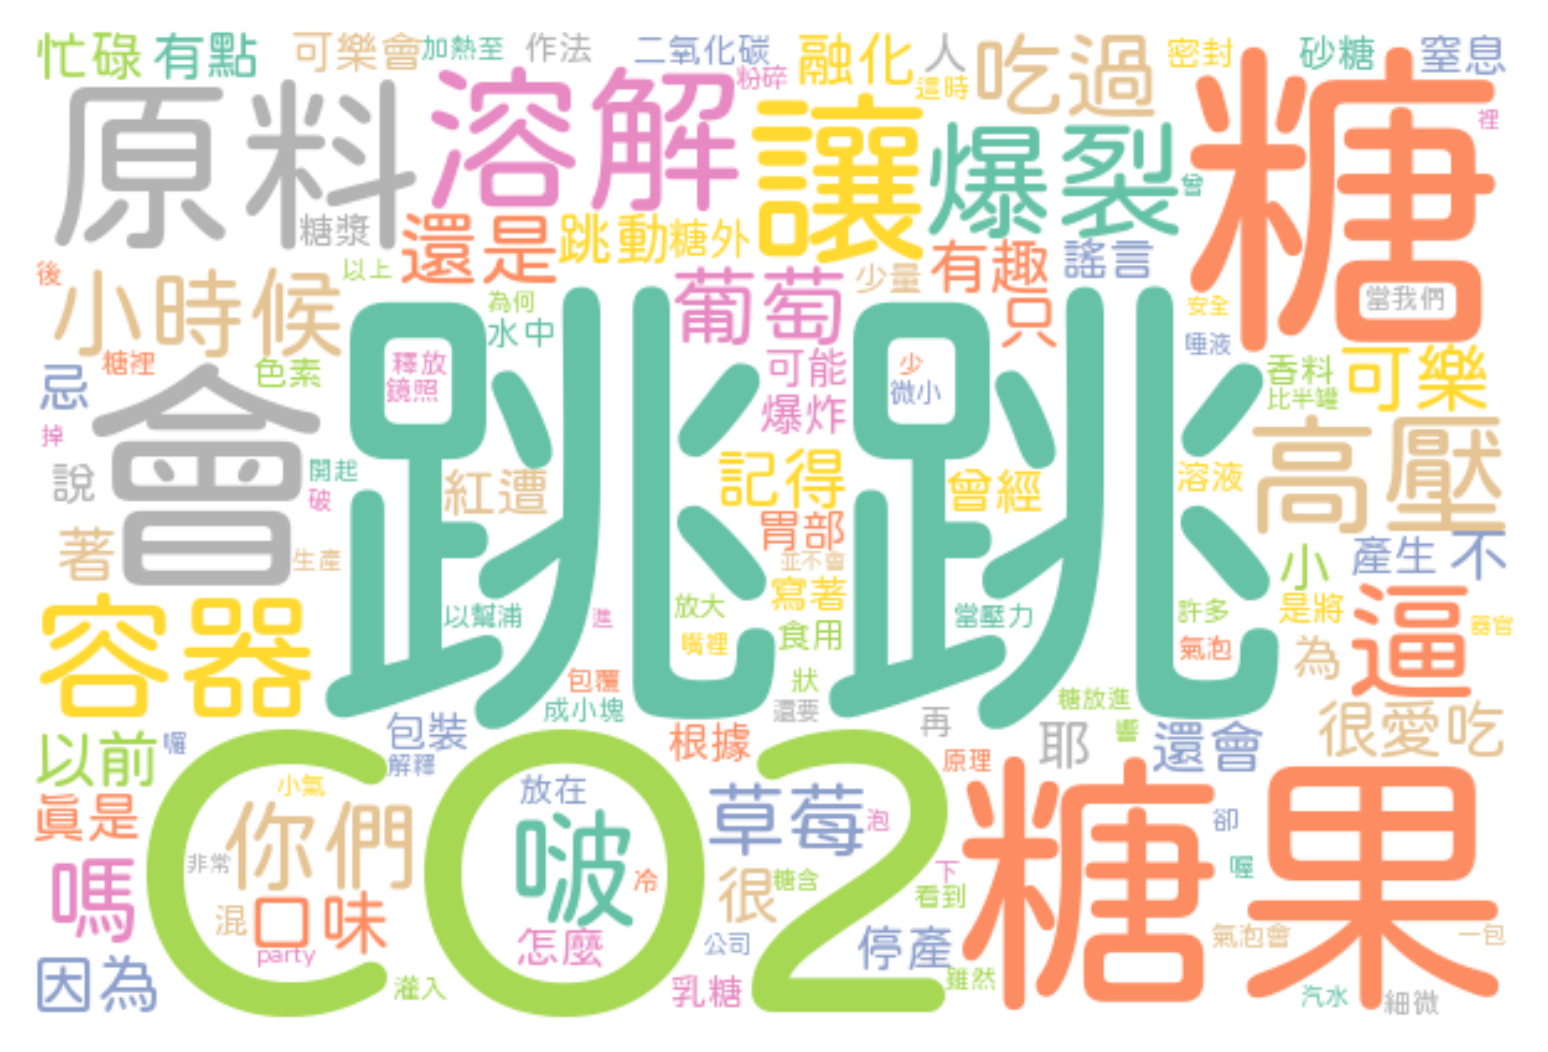 忙碌 有點 可樂會 加熱至 作法 二氧化碳 融化 人 吃過 密封 砂糖 窒息
粉碎 這時
原料 溶解 讓 爆裂 糖 裡
曾
糖漿 還是 跳動 糖外 有趣 謠言
後 小時候 以上 葡萄 少量 只 當我們
為何 水中 安全
唾液
忌 糖裡 色素 釋放 可能 少 香料 可樂
鏡照 微小 比半罐
掉 會 跳跳 爆炸 高壓
說 開起 紅遭 記得 曾經 溶液
破
著 生產 胃部 小 產生 不
並不會
容器 以幫浦 進 放大 寫著 當壓力 許多 是將 逼 器官
嘴裡 食用 氣泡 為
包覆 狀 糖放進
成小塊 還要
以前 囉 包裝 根據 再 耶 響 還會 很愛吃
解釋 原理
CO2 糖果
真是 小氣 放在 草莓 泡 卻
你們 啵
嗎 非常 冷 很 糖含 下 喔
看到
混 口味 怎麼 公司 停產 氣泡會 一包
party
因為 灌入 乳糖 雖然 汽水 細微